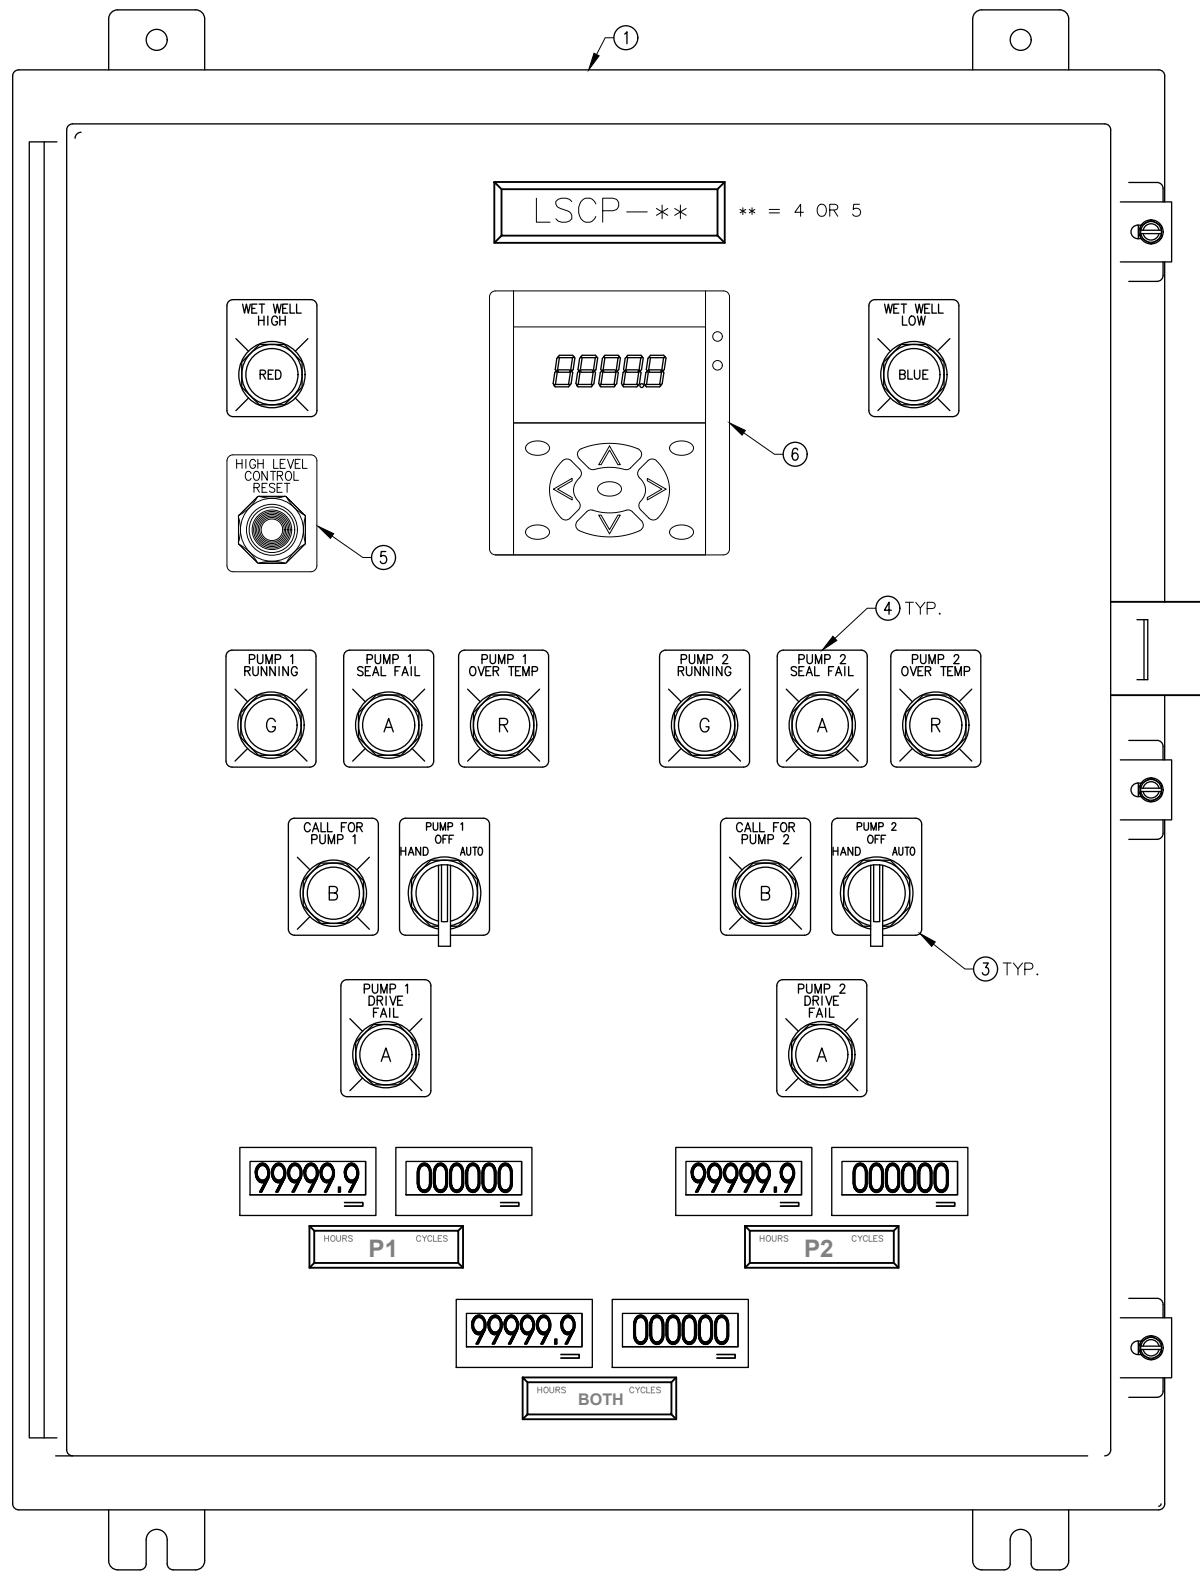 1
LSCP-** ** = 4 OR 5
WET WELL
HIGH
RED
WET WELL
LOW
BLUE
88888.8
6
HIGH LEVEL
CONTROL
RESET
5
4 TYP.
PUMP 1
RUNNING
G
PUMP 1
SEAL FAIL
A
PUMP 1
OVER TEMP
R
PUMP 2
RUNNING
G
PUMP 2
SEAL FAIL
A
PUMP 2
OVER TEMP
R
CALL FOR
PUMP 1
B
PUMP 1
OFF
HAND AUTO
CALL FOR
PUMP 2
B
PUMP 2
OFF
HAND AUTO
3 TYP.
PUMP 1
DRIVE
FAIL
A
PUMP 2
DRIVE
FAIL
A
99999.9 000000
HOURS P1 CYCLES
99999.9 000000
HOURS P2 CYCLES
99999.9 000000
HOURS BOTH CYCLES